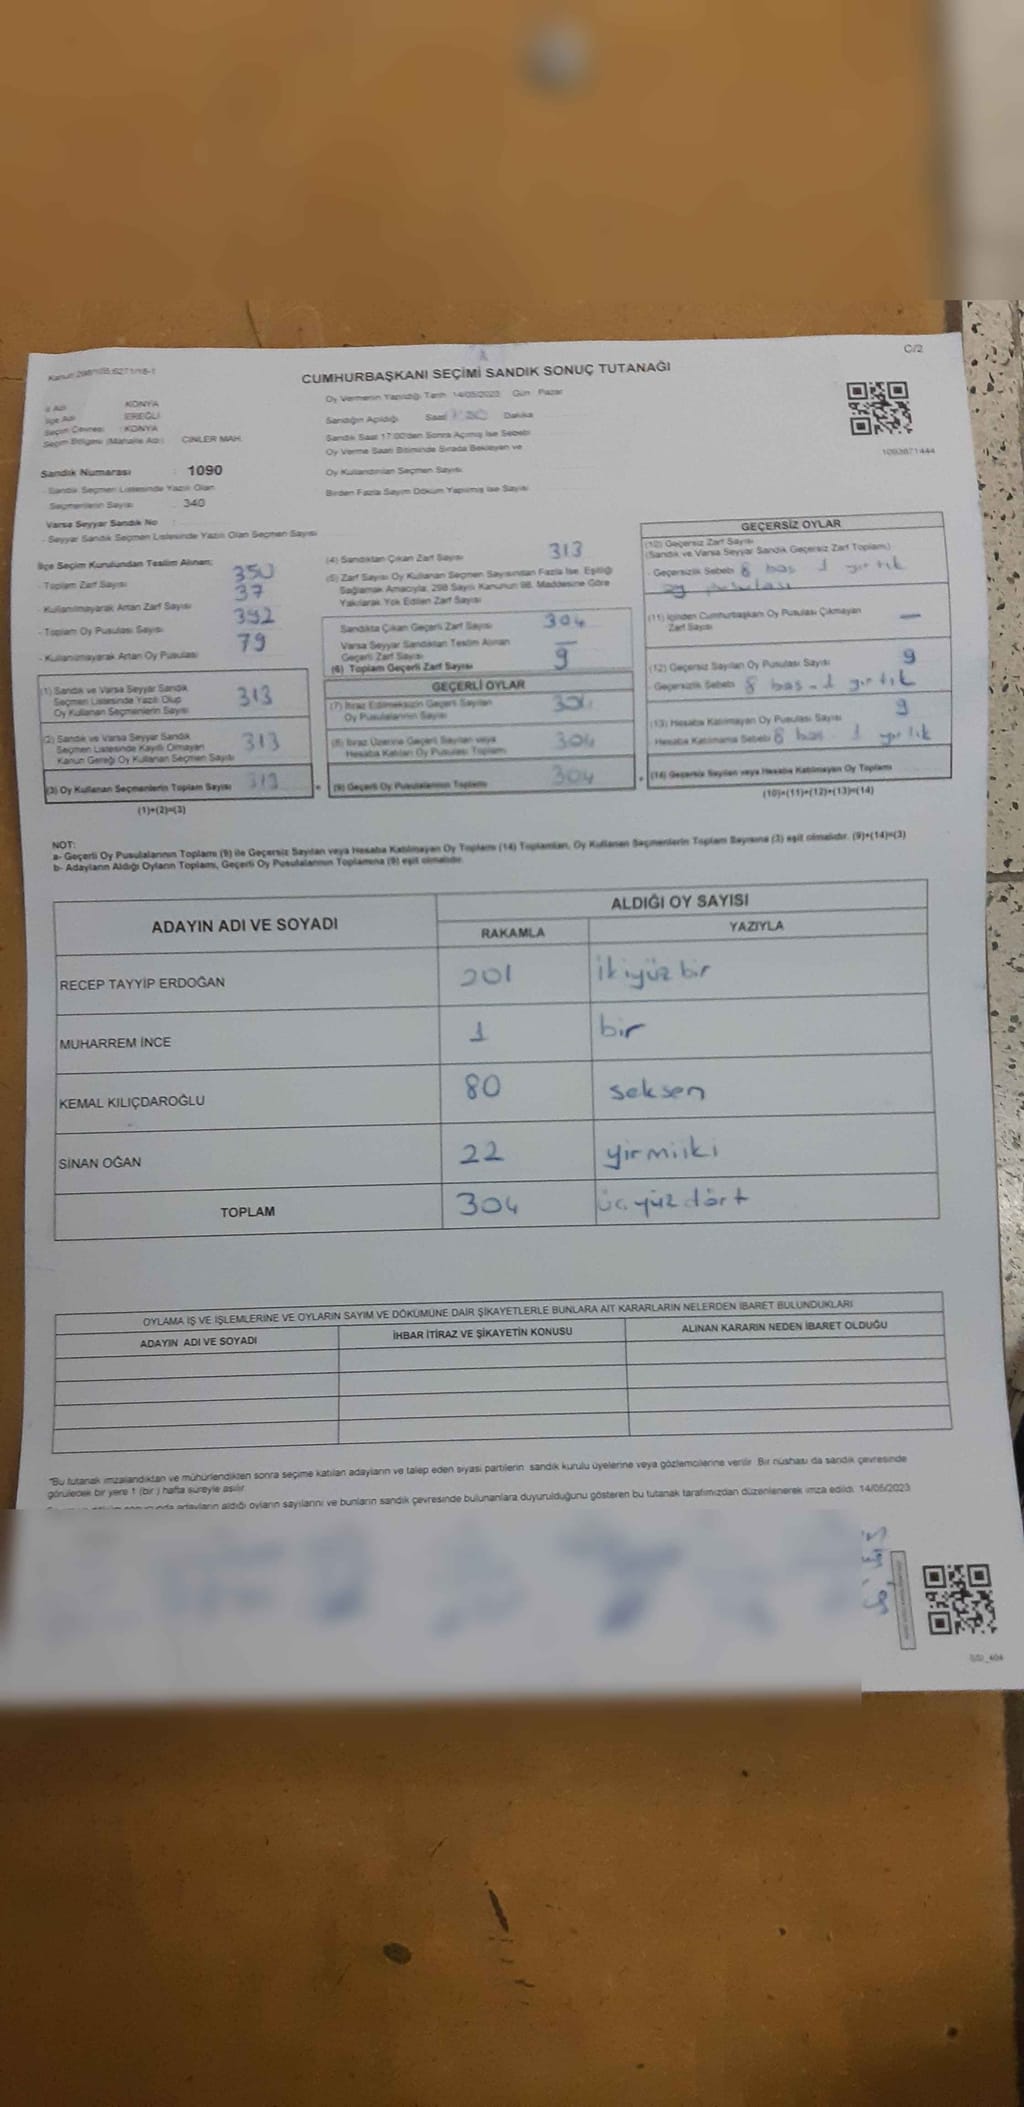 C/2
CUMHURBAŞKANI SEÇİMİ SANDIK SONUÇ TUTANAĞI
İl Adı KONYA
İlçe Adı EREĞLİ
Seçim Çevresi : KONYA
Seçim Bölgesi (Mahalle Adı) CİNLER MAH.
Sandık Numarası : 1090
- Sandık Seçmen Listesinde Yazılı Olan
Seçmenlerin Sayısı 340
Varsa Seyyar Sandık No
- Seyyar Sandık Seçmen Listesinde Yazılı Olan Seçmen Sayısı
Oy Vermenin Yapıldığı Tarih 14/05/2023 Gün Pazar
Sandığın Açıldığı Saat Dakika
Sandık Saat 17:00'den Sonra Açılmış İse Sebebi
Oy Verme Saati Bitiminde Sırada Bekleyen ve
Oy Kullandırılan Seçmen Sayısı
Birden Fazla Sayım Döküm Yapılmış İse Sayısı
1093871444
İlçe Seçim Kurulundan Teslim Alınan;
- Toplam Zarf Sayısı 350
- Kullanılmayarak Artan Zarf Sayısı 37
- Toplam Oy Pusulası Sayısı 392
- Kullanılmayarak Artan Oy Pusulası 79
(1) Sandık ve Varsa Seyyar Sandık
Seçmen Listesinde Yazılı Olup
Oy Kullanan Seçmenlerin Sayısı 313
(2) Sandık ve Varsa Seyyar Sandık
Seçmen Listesinde Kayıtlı Olmayan
Kanun Gereği Oy Kullanan Seçmen Sayısı 313
(3) Oy Kullanan Seçmenlerin Toplam Sayısı 313
(1)+(2)=(3)
(4) Sandıktan Çıkan Zarf Sayısı 313
(5) Zarf Sayısı Oy Kullanan Seçmen Sayısından Fazla İse, Eşitliği
Sağlamak Amacıyla, 298 Sayılı Kanunun 98. Maddesine Göre
Yakılarak Yok Edilen Zarf Sayısı
Sandıkta Çıkan Geçerli Zarf Sayısı 304
Varsa Seyyar Sandıktan Teslim Alınan
Geçerli Zarf Sayısı –
(6) Toplam Geçerli Zarf Sayısı 9
GEÇERLİ OYLAR
(7) İtiraz Edilmeksizin Geçerli Sayılan
Oy Pusulalarının Sayısı 304
(8) İtiraz Üzerine Geçerli Sayılan veya
Hesaba Katılan Oy Pusulası Toplamı 304
(9) Geçerli Oy Pusulalarının Toplamı 304
GEÇERSİZ OYLAR
(10) Geçersiz Zarf Sayısı
(Sandık ve Varsa Seyyar Sandık Geçersiz Zarf Toplamı)
- Geçersizlik Sebebi 8 bas 1 yırtık
oy pusulası
(11) İçinden Cumhurbaşkanı Oy Pusulası Çıkmayan
Zarf Sayısı –
(12) Geçersiz Sayılan Oy Pusulası Sayısı 9
- Geçersizlik Sebebi 8 bas - 1 yırtık
(13) Hesaba Katılmayan Oy Pusulası Sayısı 9
Hesaba Katılmama Sebebi 8 bas 1 yırtık
(14) Geçersiz Sayılan veya Hesaba Katılmayan Oy Toplamı
(10)+(11)+(12)+(13)=(14)
NOT:
a- Geçerli Oy Pusulalarının Toplamı (9) ile Geçersiz Sayılan veya Hesaba Katılmayan Oy Toplamı (14) Toplamları, Oy Kullanan Seçmenlerin Toplam Sayısına (3) eşit olmalıdır. (9)+(14)=(3)
b- Adayların Aldığı Oyların Toplamı, Geçerli Oy Pusulalarının Toplamına (9) eşit olmalıdır.
ADAYIN ADI VE SOYADI ALDIĞI OY SAYISI
RAKAMLA YAZIYLA
RECEP TAYYİP ERDOĞAN 201 ikiyüz bir
MUHARREM İNCE 1 bir
KEMAL KILIÇDAROĞLU 80 seksen
SİNAN OĞAN 22 yirmiiki
TOPLAM 304 üçyüz dört
OYLAMA İŞ VE İŞLEMLERİNE VE OYLARIN SAYIM VE DÖKÜMÜNE DAİR ŞİKAYETLERLE BUNLARA AİT KARARLARIN NELERDEN İBARET BULUNDUKLARI
ADAYIN ADI VE SOYADI İHBAR İTİRAZ VE ŞİKAYETİN KONUSU ALINAN KARARIN NEDEN İBARET OLDUĞU
"Bu tutanak imzalandıktan ve mühürlendikten sonra seçime katılan adayların ve talep eden siyasi partilerin sandık kurulu üyelerine veya gözlemcilerine verilir. Bir nüshası da sandık çevresinde
görülecek bir yere 1 (bir ) hafta süreyle asılır.
adayların aldığı oyların sayılarını ve bunların sandık çevresinde bulunanlara duyurulduğunu gösteren bu tutanak tarafımızdan düzenlenerek imza edildi. 14/05/2023